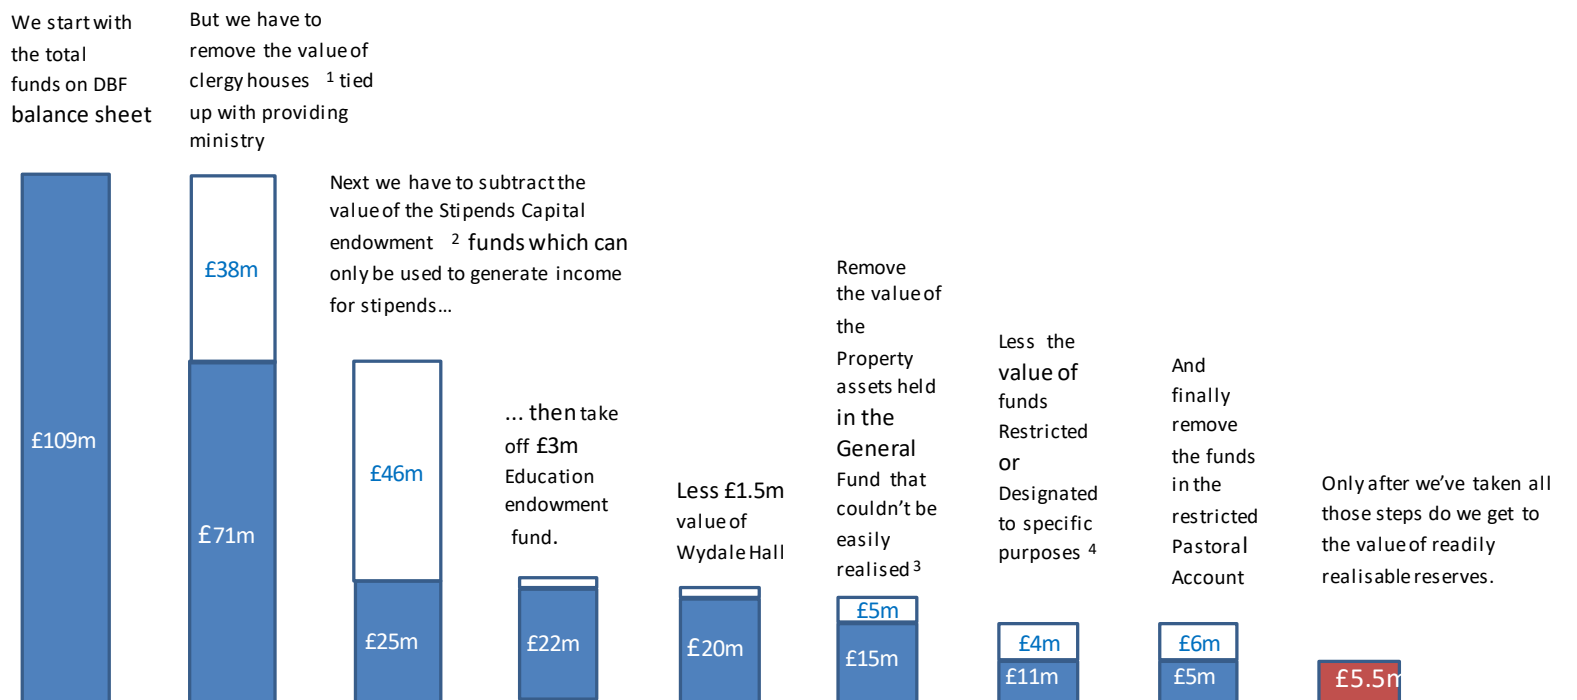 We start with
the total
funds on DBF
balance sheet
But we have to
remove the value of
clergy houses 1 tied
up with providing
ministry
Next we have to subtract the
value of the Stipends Capital
endowment 2 funds which can
only be used to generate income
for stipends…
... then take
off £3m
Education
endowment
fund.
Less £1.5m
value of
Wydale Hall
Remove
the value of
the
Property
assets held
in the
General
Fund that
couldn’t be
easily
realised 3
Less the
value of
funds
Restricted
or
Designated
to specific
purposes 4
And
finally
remove
the funds
in the
restricted
Pastoral
Account
Only after we’ve taken all
those steps do we get to
the value of readily
realisable reserves.
£109m
£38m
£71m
£46m
£25m
£22m
£20m
£5m
£15m
£4m
£11m
£6m
£5m
£5.5m